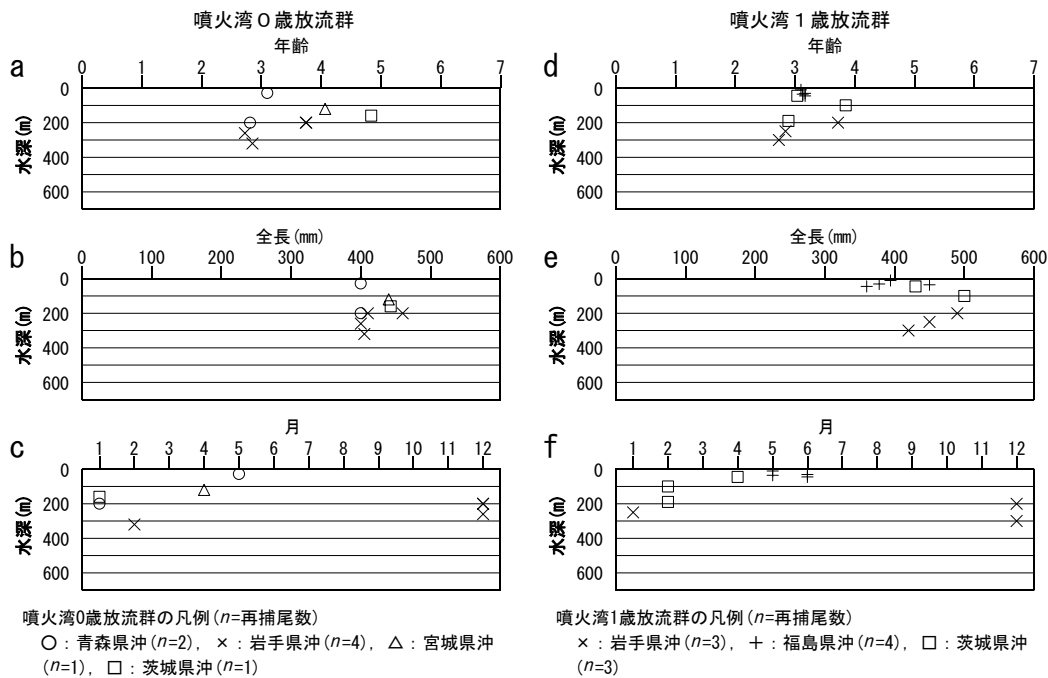 噴火湾０歳放流群
年齢
a
0 1 2 3 4 5 6 7
0
200
400
600
水深(m)
全長(mm)
b
0 100 200 300 400 500 600
0
200
400
600
水深(m)
月
c
1 2 3 4 5 6 7 8 9 10 11 12
0
200
400
600
水深(m)
噴火湾0歳放流群の凡例(n=再捕尾数)
○：青森県沖(n=2), ×：岩手県沖(n=4), △：宮城県沖
(n=1), □：茨城県沖(n=1)
噴火湾１歳放流群
年齢
d
0 1 2 3 4 5 6 7
0
200
400
600
水深(m)
全長(mm)
e
0 100 200 300 400 500 600
0
200
400
600
水深(m)
月
f
1 2 3 4 5 6 7 8 9 10 11 12
0
200
400
600
水深(m)
噴火湾1歳放流群の凡例(n=再捕尾数)
×：岩手県沖(n=3), ＋：福島県沖(n=4), □：茨城県沖
(n=3)